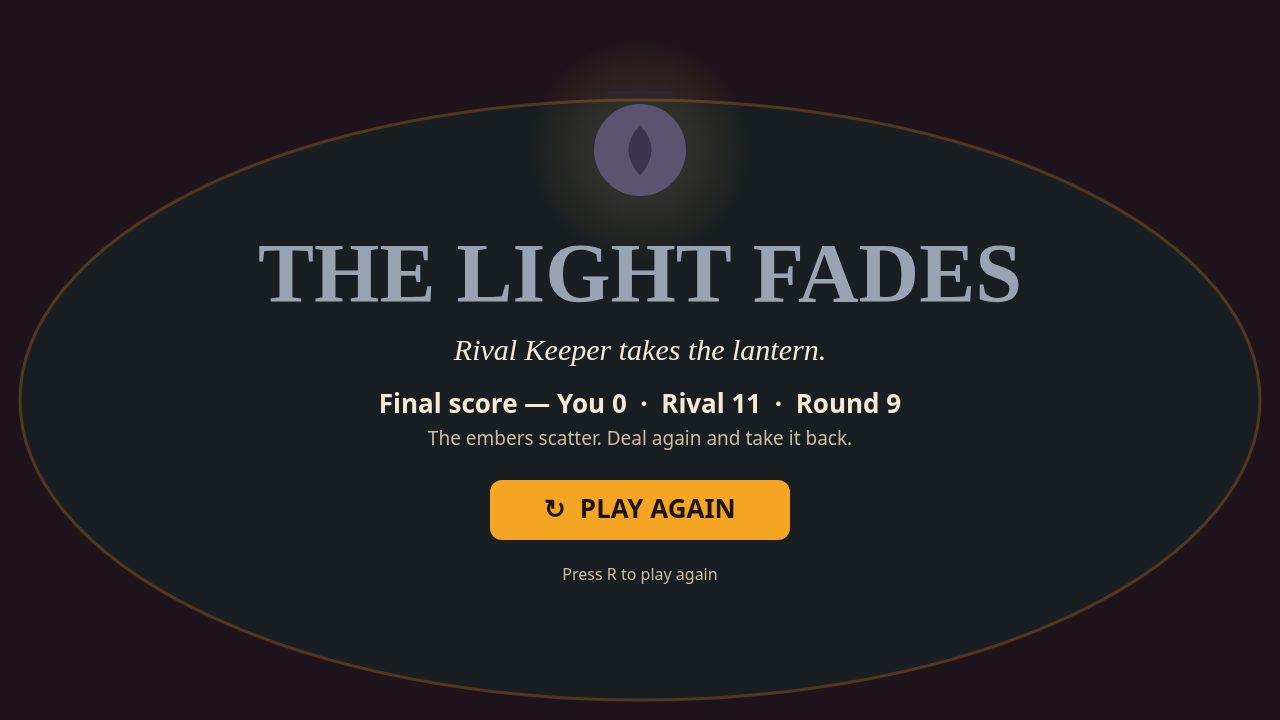 THE LIGHT FADES
Rival Keeper takes the lantern.
Final score — You 0 · Rival 11 · Round 9
The embers scatter. Deal again and take it back.
↻ PLAY AGAIN
Press R to play again